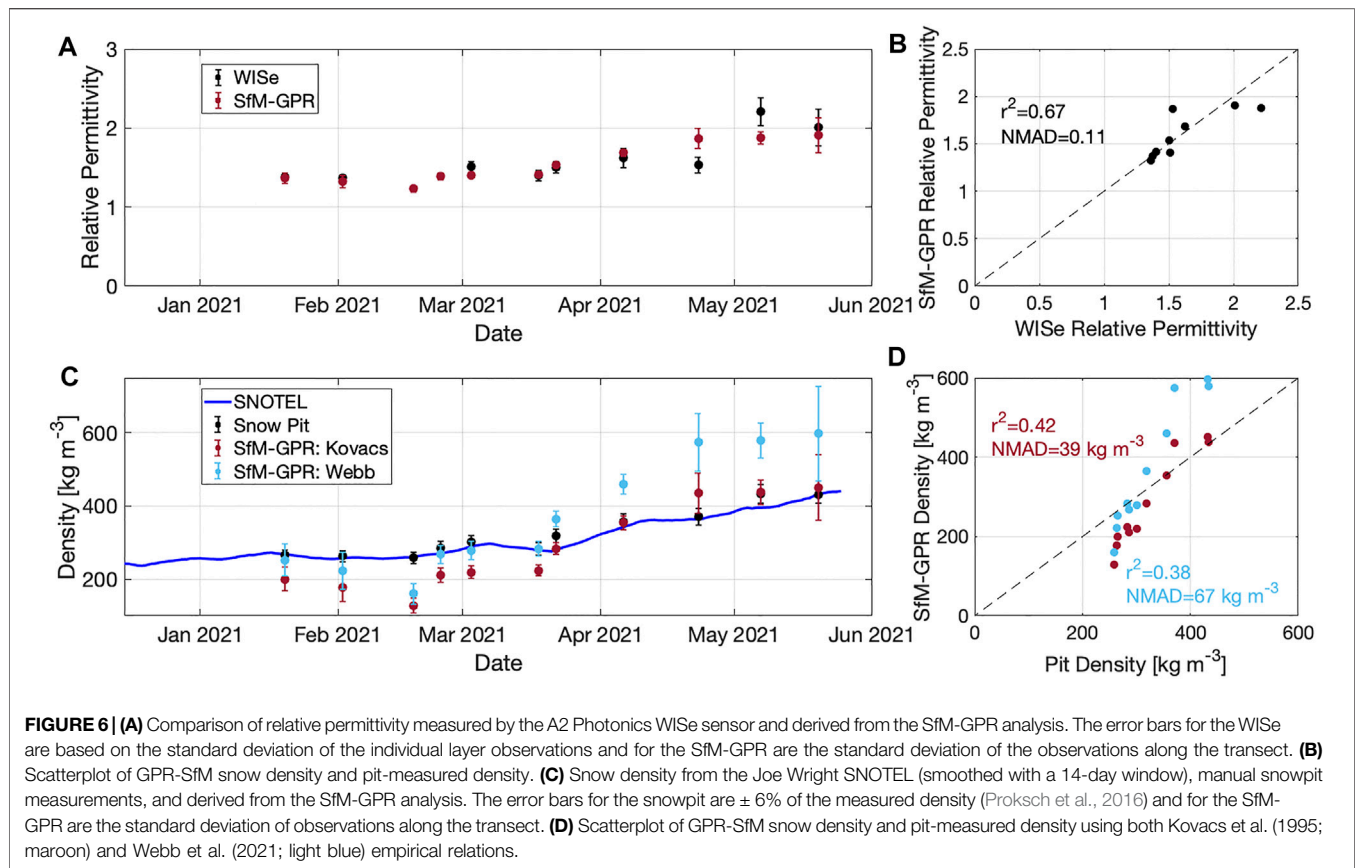 A
3
2
1
0
Relative Permittivity
WISe
SfM-GPR
Jan 2021 Feb 2021 Mar 2021 Apr 2021 May 2021 Jun 2021
Date
B
2.5
2
1.5
1
0.5
0
SfM-GPR Relative Permittivity
r²=0.67
NMAD=0.11
0 0.5 1 1.5 2 2.5
WISe Relative Permittivity
C
600
400
200
Density [kg m⁻³]
SNOTEL
Snow Pit
SfM-GPR: Kovacs
SfM-GPR: Webb
Jan 2021 Feb 2021 Mar 2021 Apr 2021 May 2021 Jun 2021
Date
D
600
400
200
0
SfM-GPR Density [kg m⁻³]
r²=0.42
NMAD=39 kg m⁻³
r²=0.38
NMAD=67 kg m⁻³
0 200 400 600
Pit Density [kg m⁻³]
FIGURE 6 | (A) Comparison of relative permittivity measured by the A2 Photonics WISe sensor and derived from the SfM-GPR analysis. The error bars for the WISe
are based on the standard deviation of the individual layer observations and for the SfM-GPR are the standard deviation of the observations along the transect. (B)
Scatterplot of GPR-SfM snow density and pit-measured density. (C) Snow density from the Joe Wright SNOTEL (smoothed with a 14-day window), manual snowpit
measurements, and derived from the SfM-GPR analysis. The error bars for the snowpit are ± 6% of the measured density (Proksch et al., 2016) and for the SfM-
GPR are the standard deviation of observations along the transect. (D) Scatterplot of GPR-SfM snow density and pit-measured density using both Kovacs et al. (1995;
maroon) and Webb et al. (2021; light blue) empirical relations.